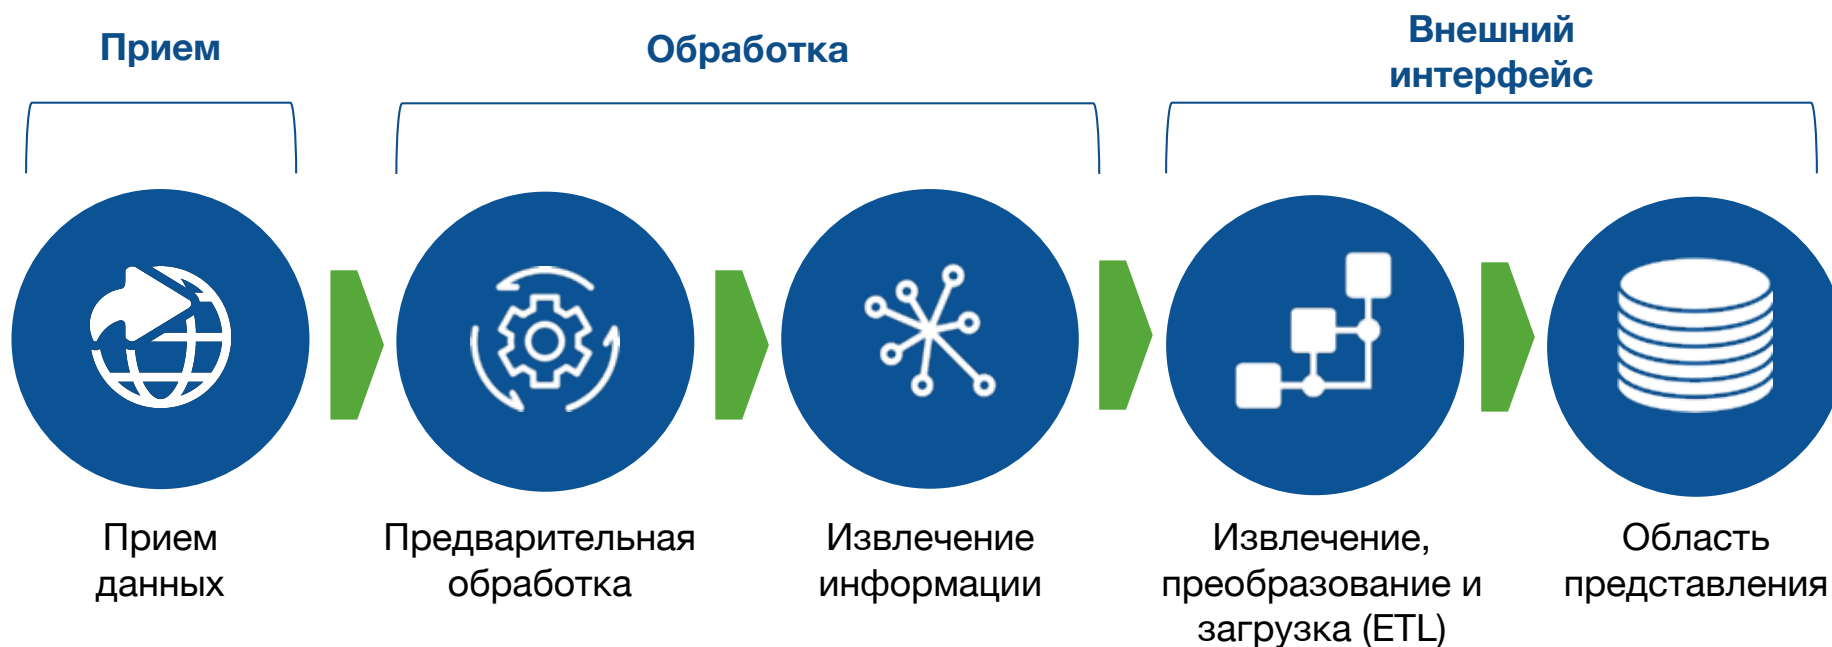 Прием
Обработка
Внешний
интерфейс
Прием
данных
Предварительная
обработка
Извлечение
информации
Извлечение,
преобразование и
загрузка (ETL)
Область
представления